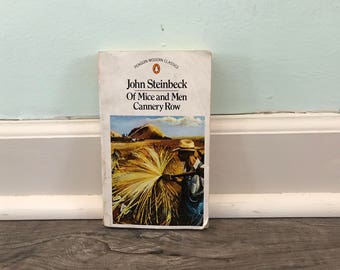 PENGUIN MODERN CLASSICS
John Steinbeck
Of Mice and Men
Cannery Row